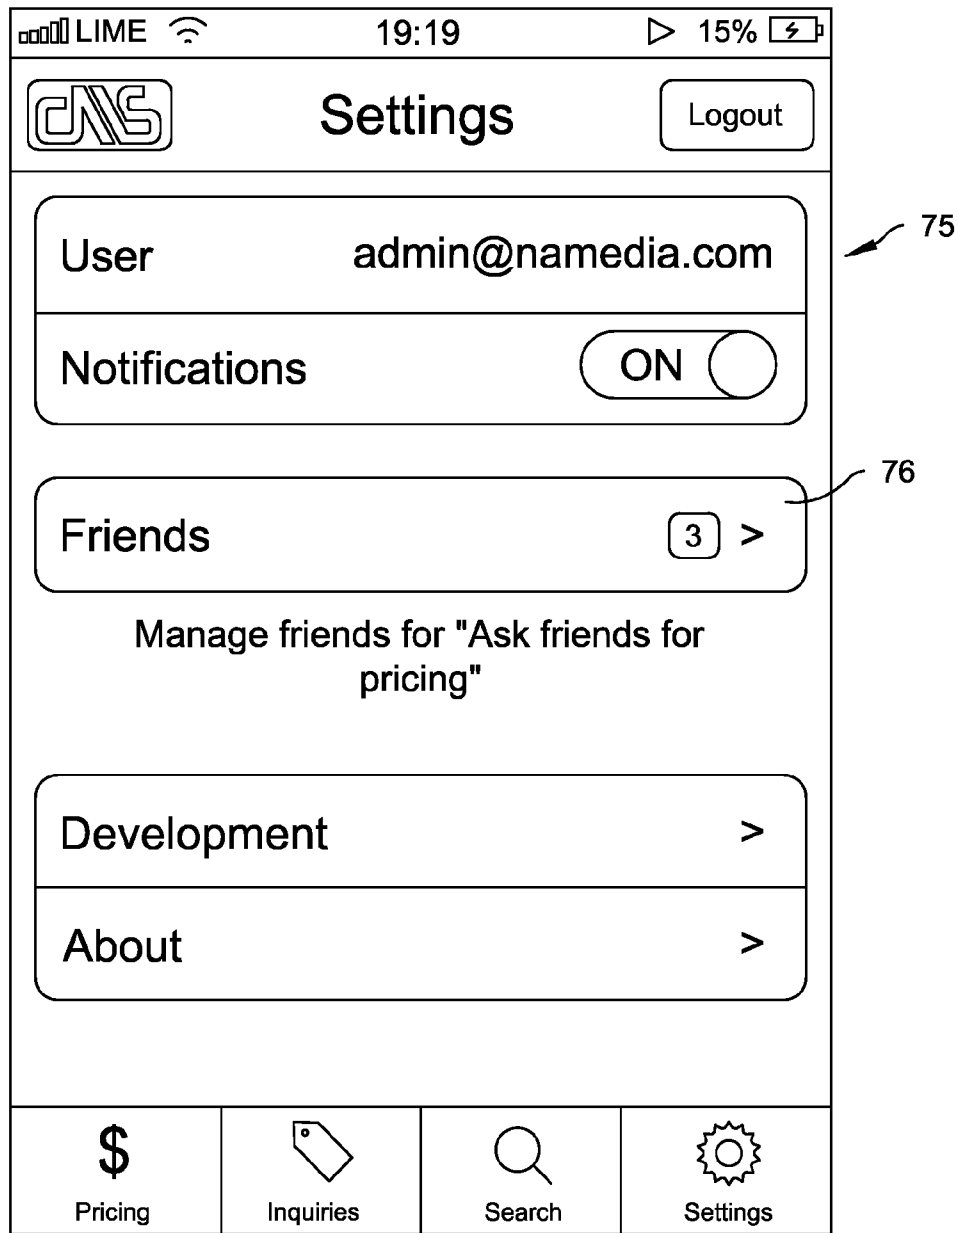 LIME 19:19 15%
CNS Settings Logout
User admin@namedia.com
75
Notifications ON
76
Friends 3 >
Manage friends for "Ask friends for
pricing"
Development >
About >
$
Pricing Inquiries Search Settings